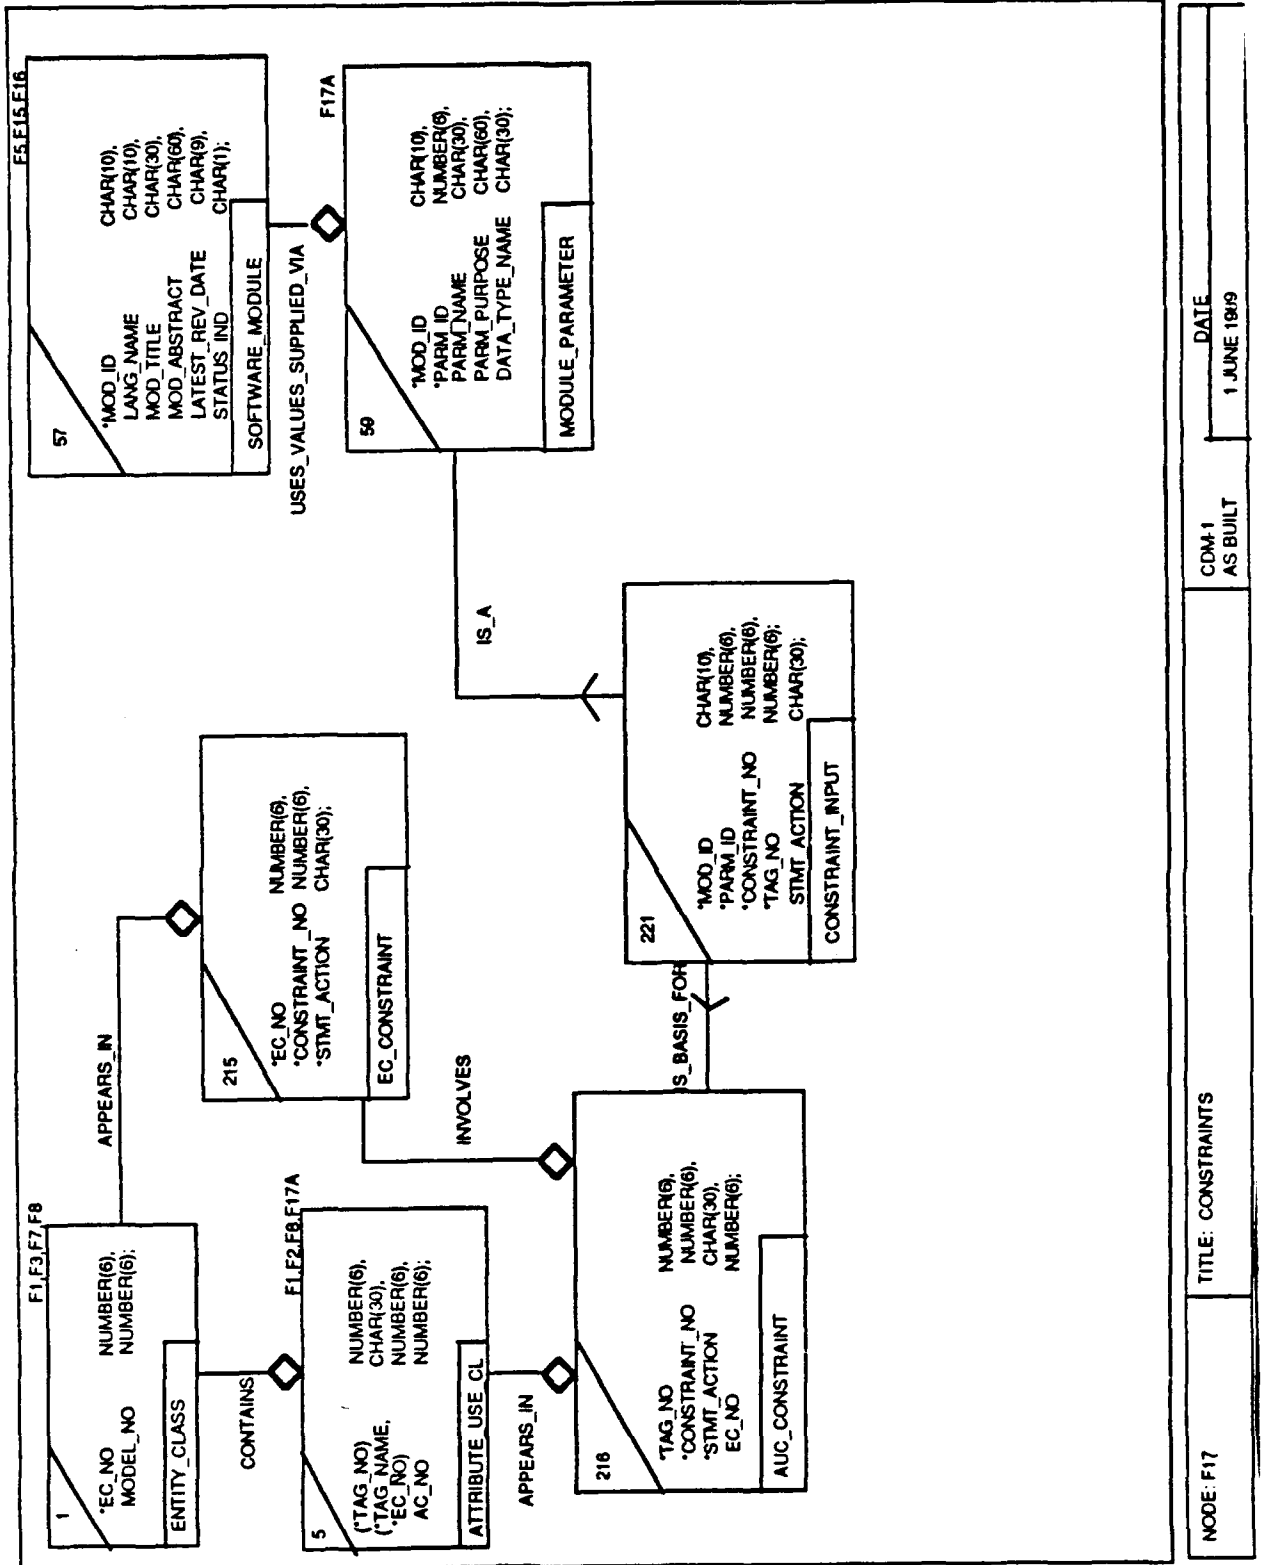 F1,F3,F7,F8
1
*EC_NO NUMBER(6),
MODEL_NO NUMBER(6);
ENTITY_CLASS
APPEARS_IN
CONTAINS
F1,F2,F8,F17A
5
(*TAG_NO) NUMBER(6),
(*TAG_NAME, CHAR(30),
*EC_NO) NUMBER(6),
AC_NO NUMBER(6);
ATTRIBUTE_USE_CL
APPEARS_IN
215
*EC_NO NUMBER(6),
*CONSTRAINT_NO NUMBER(6),
*STMT_ACTION CHAR(30);
EC_CONSTRAINT
INVOLVES
216
*TAG_NO NUMBER(6),
*CONSTRAINT_NO NUMBER(6),
*STMT_ACTION CHAR(30),
EC_NO NUMBER(6);
AUC_CONSTRAINT
IS_BASIS_FOR
F5,F15,F16
57
*MOD_ID CHAR(10),
LANG_NAME CHAR(10),
MOD_TITLE CHAR(30),
MOD_ABSTRACT CHAR(60),
LATEST_REV_DATE CHAR(9),
STATUS_IND CHAR(1);
SOFTWARE_MODULE
USES_VALUES_SUPPLIED_VIA
F17A
59
*MOD_ID CHAR(10),
*PARM_ID NUMBER(6),
PARM_NAME CHAR(30),
PARM_PURPOSE CHAR(60),
DATA_TYPE_NAME CHAR(30);
MODULE_PARAMETER
IS_A
221
*MOD_ID CHAR(10),
*PARM_ID NUMBER(6),
*CONSTRAINT_NO NUMBER(6),
*TAG_NO NUMBER(6);
STMT_ACTION CHAR(30);
CONSTRAINT_INPUT
NODE: F17
TITLE: CONSTRAINTS
CDM-1
AS BUILT
DATE
1 JUNE 1989